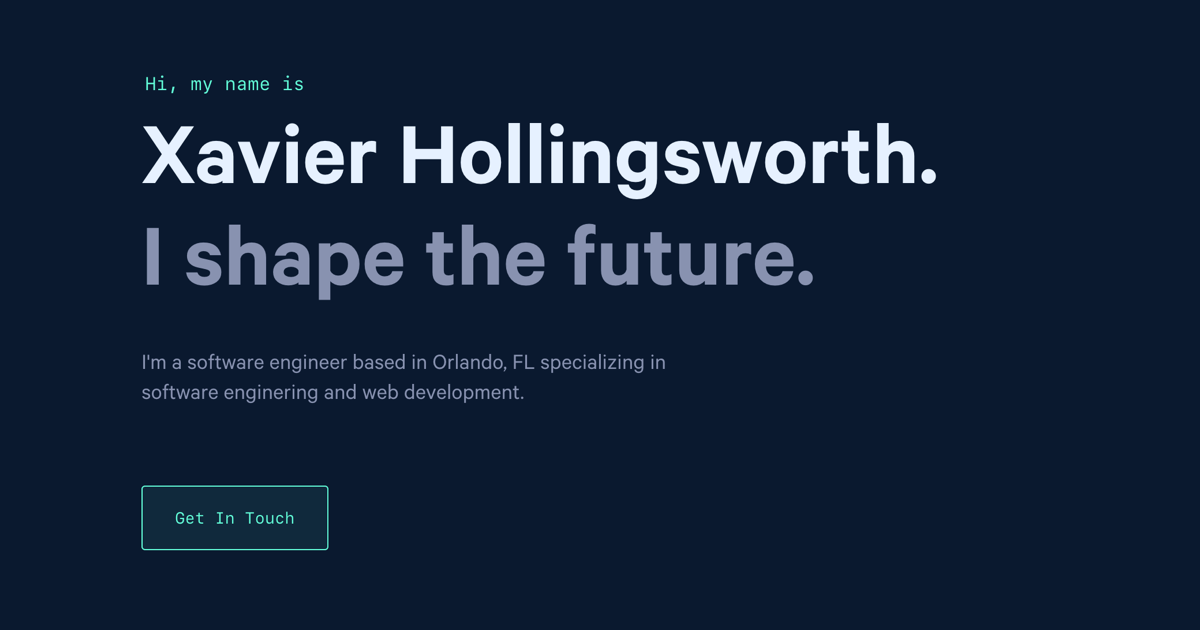 Hi, my name is
Xavier Hollingsworth.
I shape the future.
I'm a software engineer based in Orlando, FL specializing in
software enginering and web development.
Get In Touch